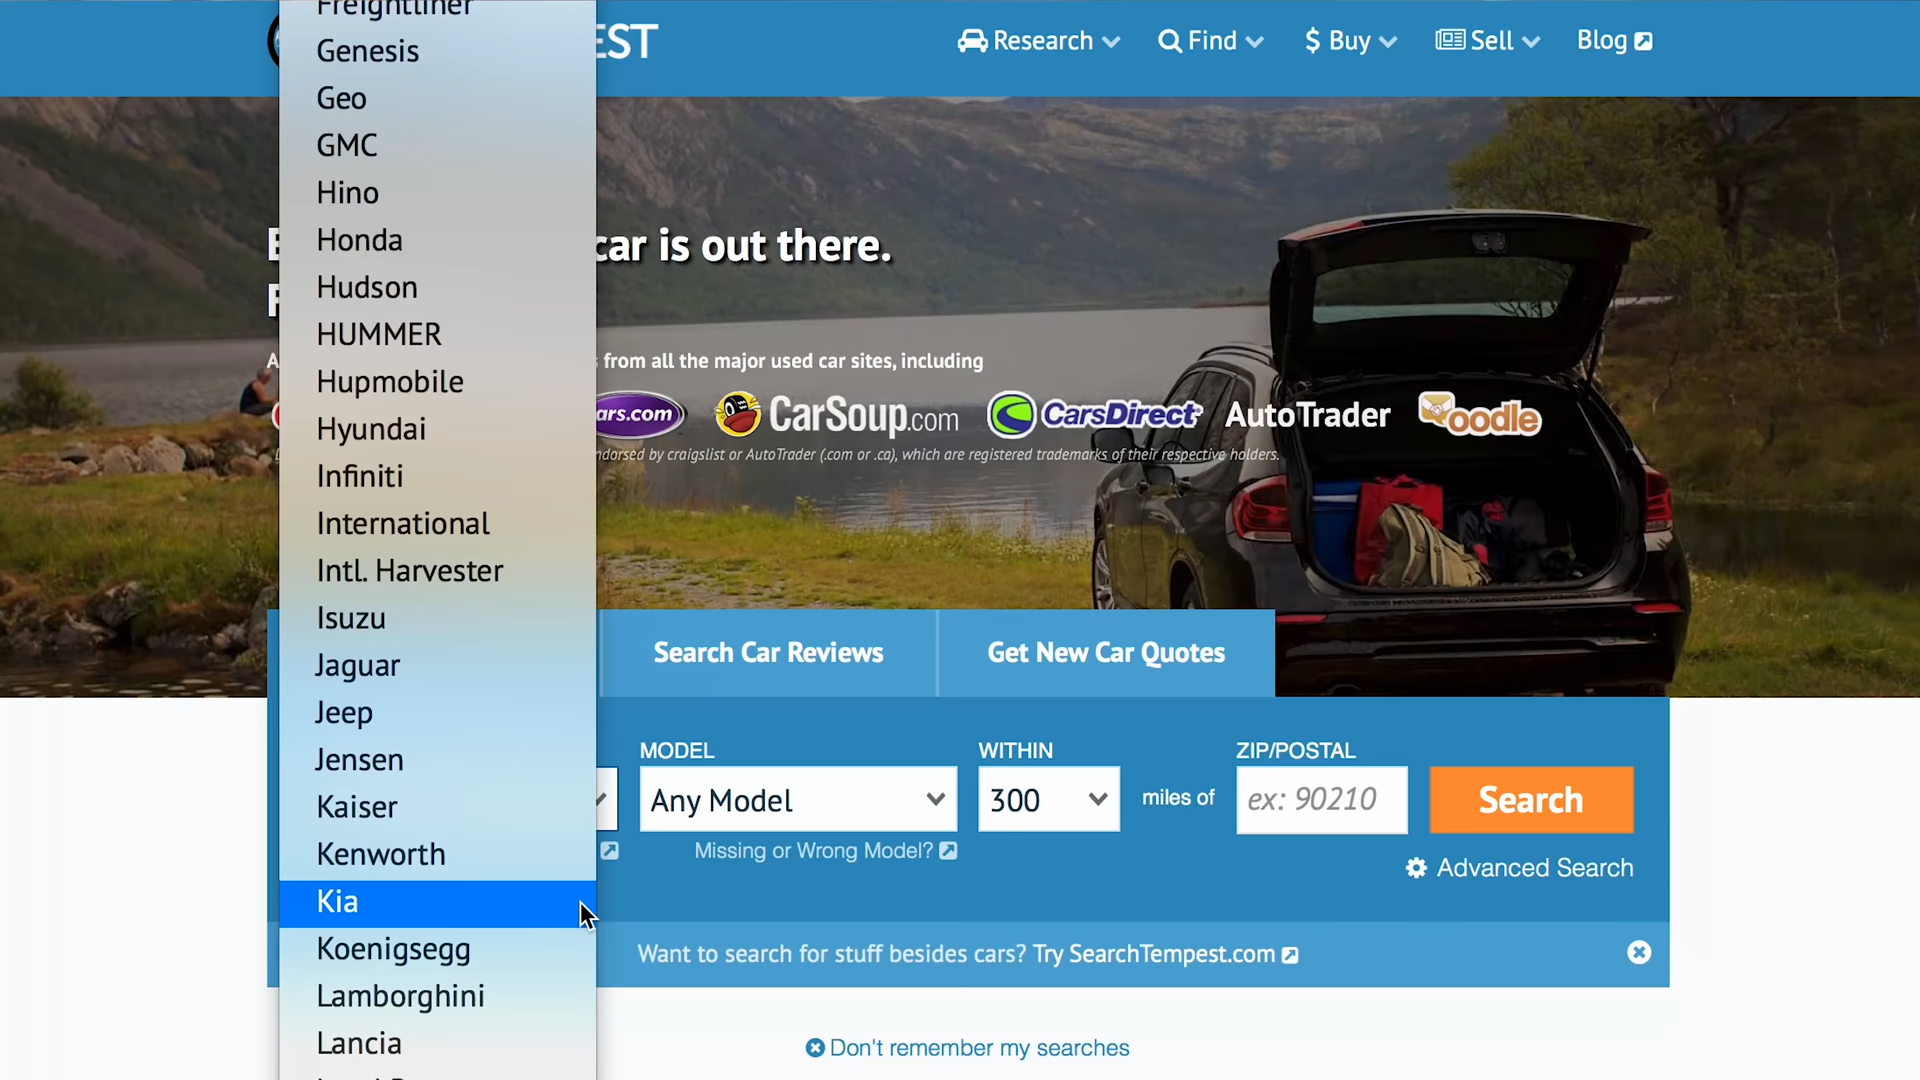 Freightliner
Genesis
Geo
GMC
Hino
Honda
Hudson
HUMMER
Hupmobile
Hyundai
Infiniti
International
Intl. Harvester
Isuzu
Jaguar
Jeep
Jensen
Kaiser
Kenworth
Kia
Koenigsegg
Lamborghini
Lancia
EST
Research
Find
$ Buy
Sell
Blog
car is out there.
from all the major used car sites, including
ars.com
CarSoup.com
CarsDirect
AutoTrader
oodle
ndorsed by craigslist or AutoTrader (.com or .ca), which are registered trademarks of their respective holders.
Search Car Reviews
Get New Car Quotes
MODEL
WITHIN
ZIP/POSTAL
Any Model
300
miles of
ex: 90210
Search
Missing or Wrong Model?
Advanced Search
Want to search for stuff besides cars? Try SearchTempest.com
Don't remember my searches